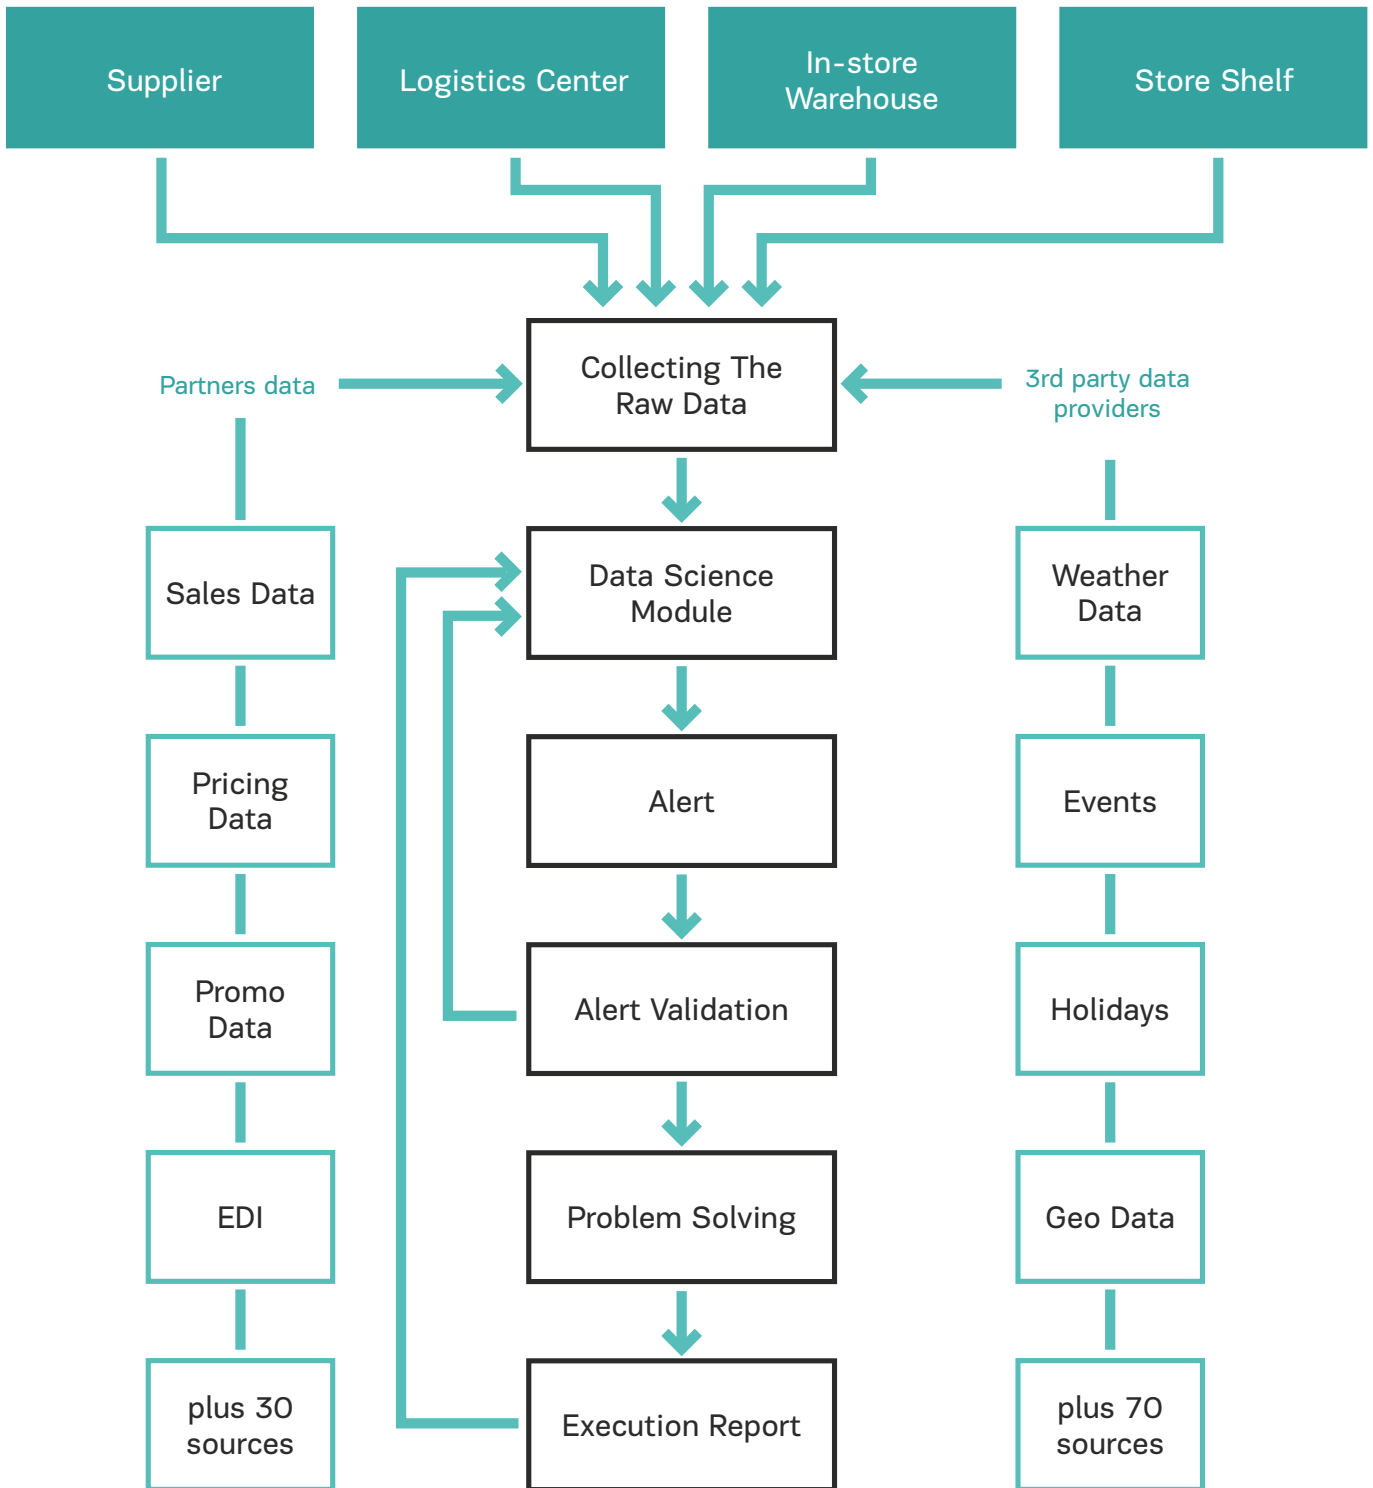 Supplier
Logistics Center
In-store
Warehouse
Store Shelf
Partners data
Collecting The
Raw Data
3rd party data
providers
Sales Data
Data Science
Module
Weather
Data
Pricing
Data
Alert
Events
Promo
Data
Alert Validation
Holidays
EDI
Problem Solving
Geo Data
plus 30
sources
Execution Report
plus 70
sources